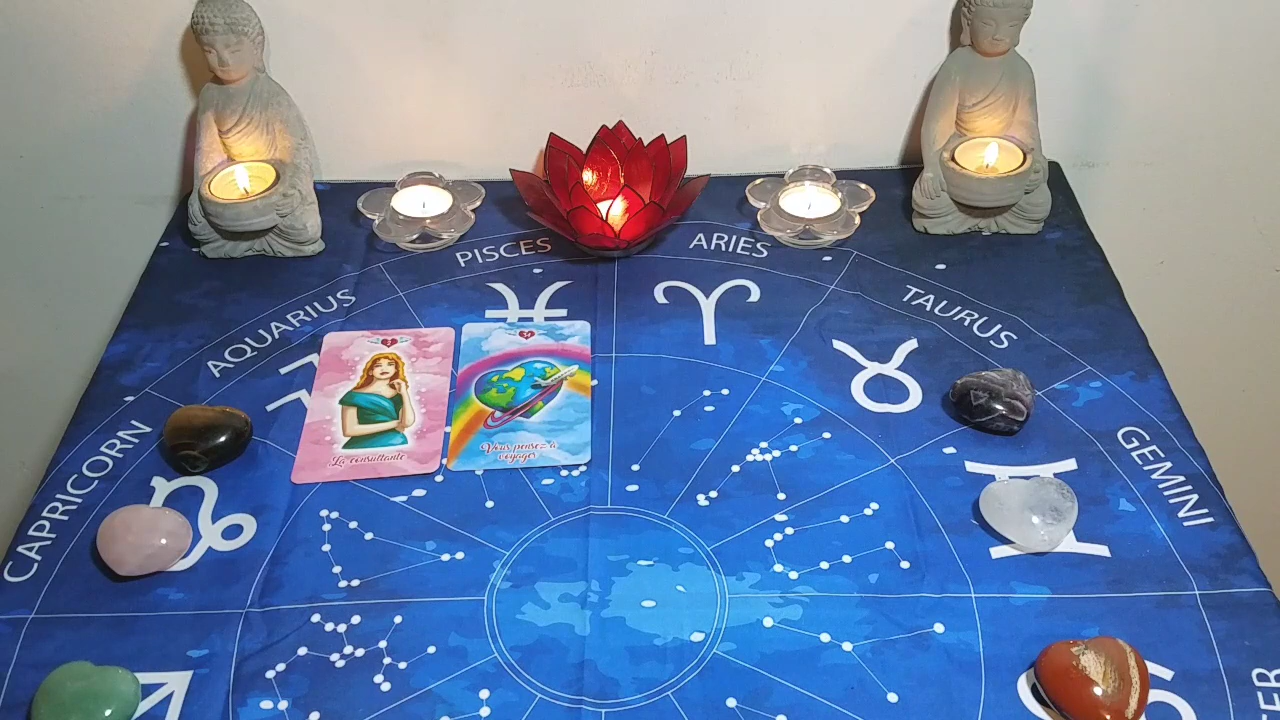 PISCES
ARIES
AQUARIUS
TAURUS
CAPRICORN
GEMINI
La consultante
Vous pensez à
voyager